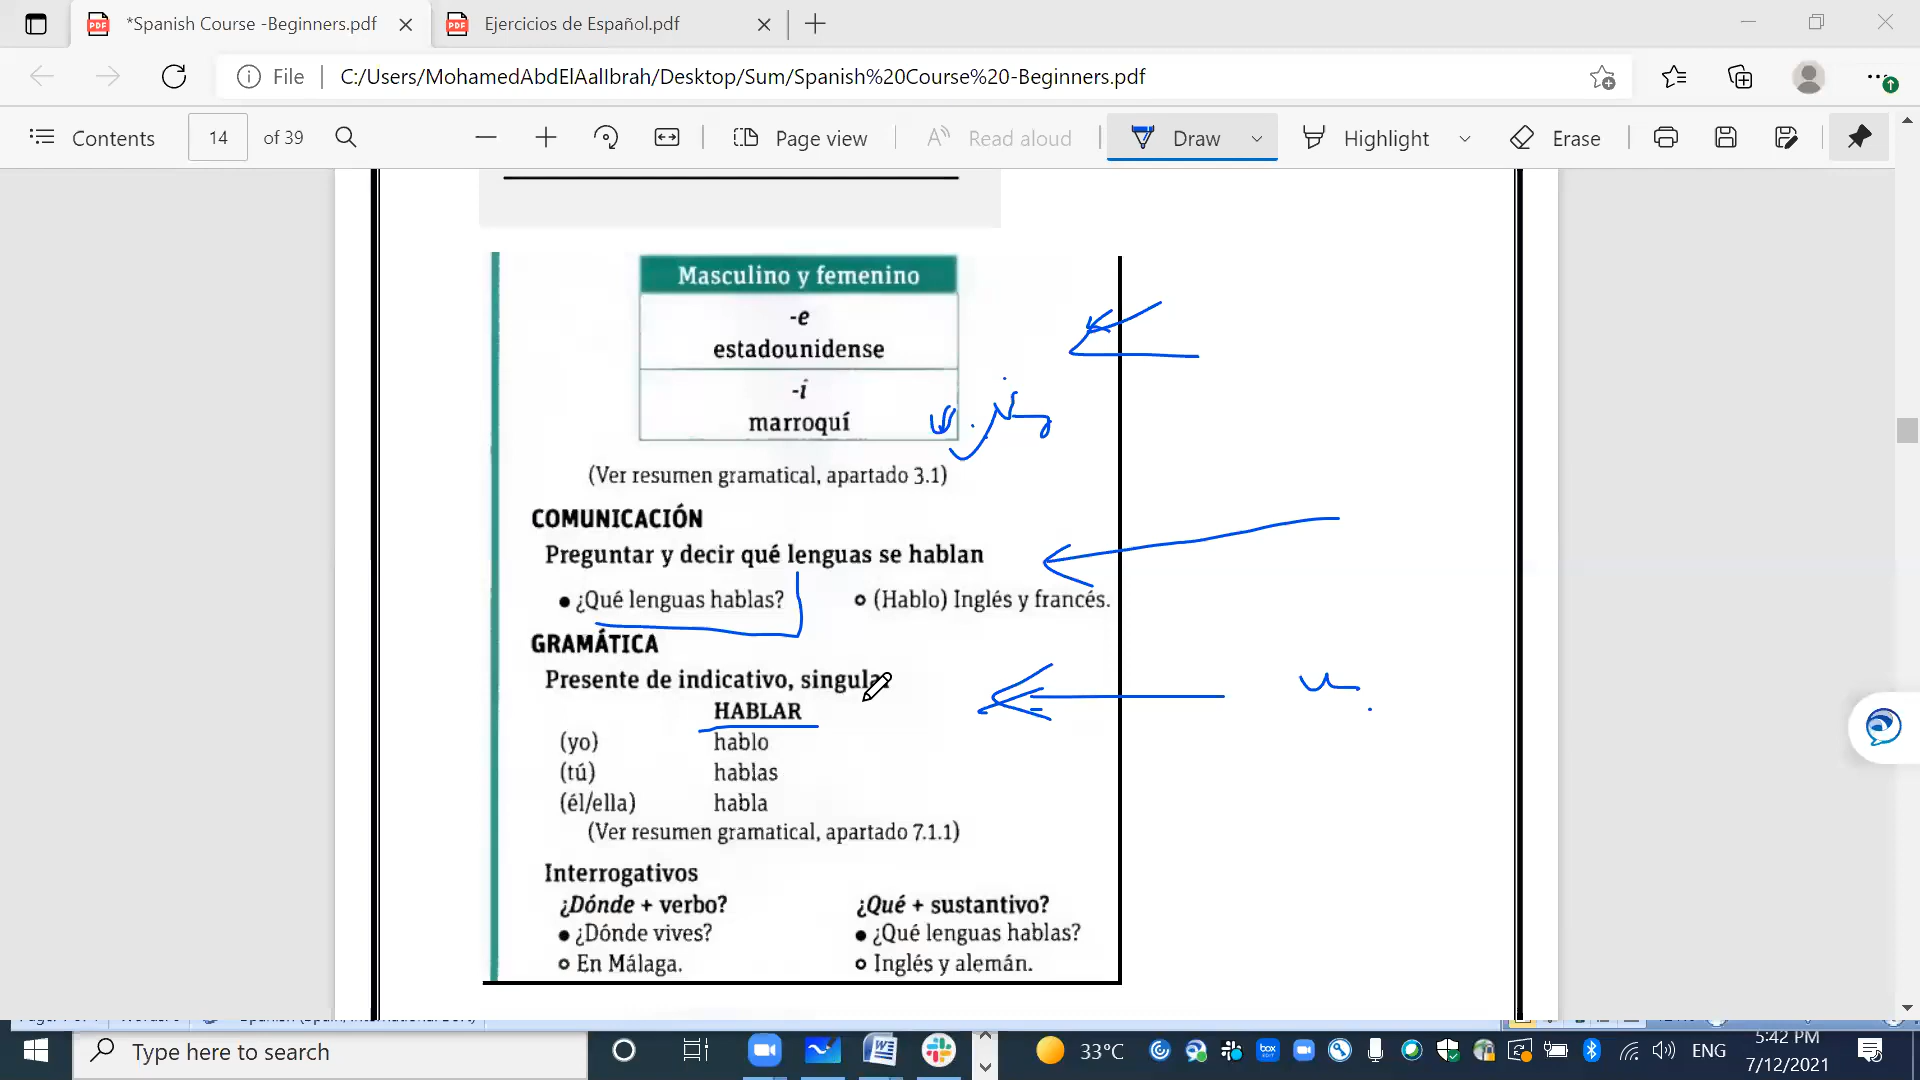 *Spanish Course -Beginners.pdf
Ejercicios de Español.pdf
File
C:/Users/MohamedAbdElAalIbrah/Desktop/Sum/Spanish%20Course%20-Beginners.pdf
Contents
14
of 39
Page view
Read aloud
Draw
Highlight
Erase
Masculino y femenino
-e
estadounidense
-í
marroquí
(Ver resumen gramatical, apartado 3.1)
COMUNICACIÓN
Preguntar y decir qué lenguas se hablan
● ¿Qué lenguas hablas?
○ (Hablo) Inglés y francés.
GRAMÁTICA
Presente de indicativo, singular
HABLAR
(yo) hablo
(tú) hablas
(él/ella) habla
(Ver resumen gramatical, apartado 7.1.1)
Interrogativos
¿Dónde + verbo?
● ¿Dónde vives?
○ En Málaga.
¿Qué + sustantivo?
● ¿Qué lenguas hablas?
○ Inglés y alemán.
Type here to search
33°C
ENG
5:42 PM
7/12/2021